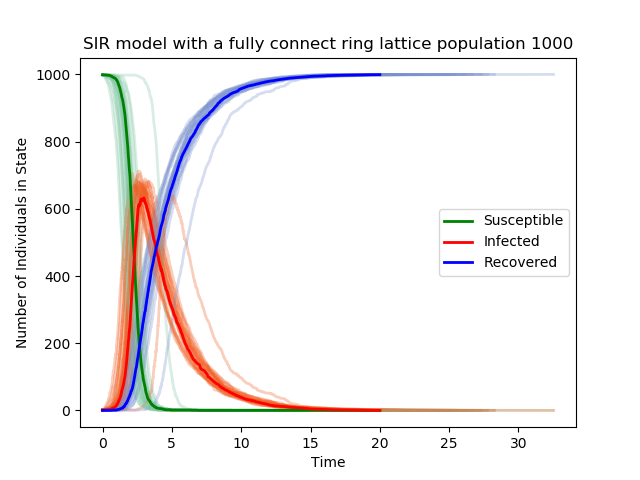 SIR model with a fully connect ring lattice population 1000
1000
800
600
400
200
0
Number of Individuals in State
Susceptible
Infected
Recovered
0 5 10 15 20 25 30
Time